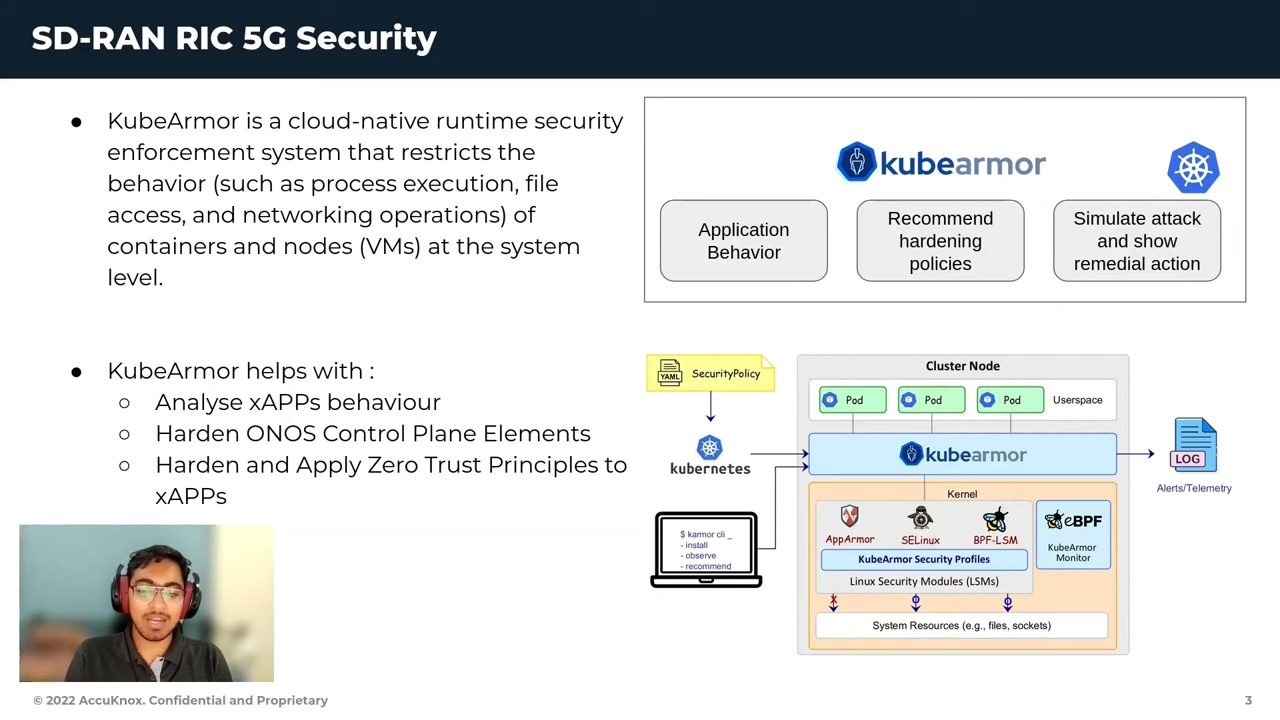 SD-RAN RIC 5G Security
● KubeArmor is a cloud-native runtime security
enforcement system that restricts the
behavior (such as process execution, file
access, and networking operations) of
containers and nodes (VMs) at the system
level.
● KubeArmor helps with :
○ Analyse xAPPs behaviour
○ Harden ONOS Control Plane Elements
○ Harden and Apply Zero Trust Principles to
xAPPs
kubearmor
Application
Behavior
Recommend
hardening
policies
Simulate attack
and show
remedial action
YAML
SecurityPolicy
kubernetes
$ karmor cli _
- install
- observe
- recommend
Cluster Node
Pod
Pod
Pod
Userspace
kubearmor
Kernel
AppArmor
SELinux
BPF-LSM
KubeArmor Security Profiles
Linux Security Modules (LSMs)
eBPF
KubeArmor
Monitor
System Resources (e.g., files, sockets)
LOG
Alerts/Telemetry
© 2022 AccuKnox. Confidential and Proprietary
3